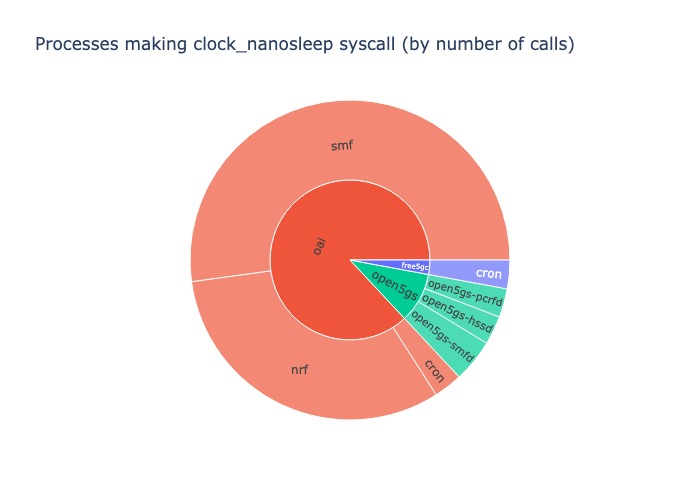 Processes making clock_nanosleep syscall (by number of calls)
smf
oai
free5gc
cron
open5gs
open5gs-pcrfd
open5gs-hssd
open5gs-smfd
cron
nrf